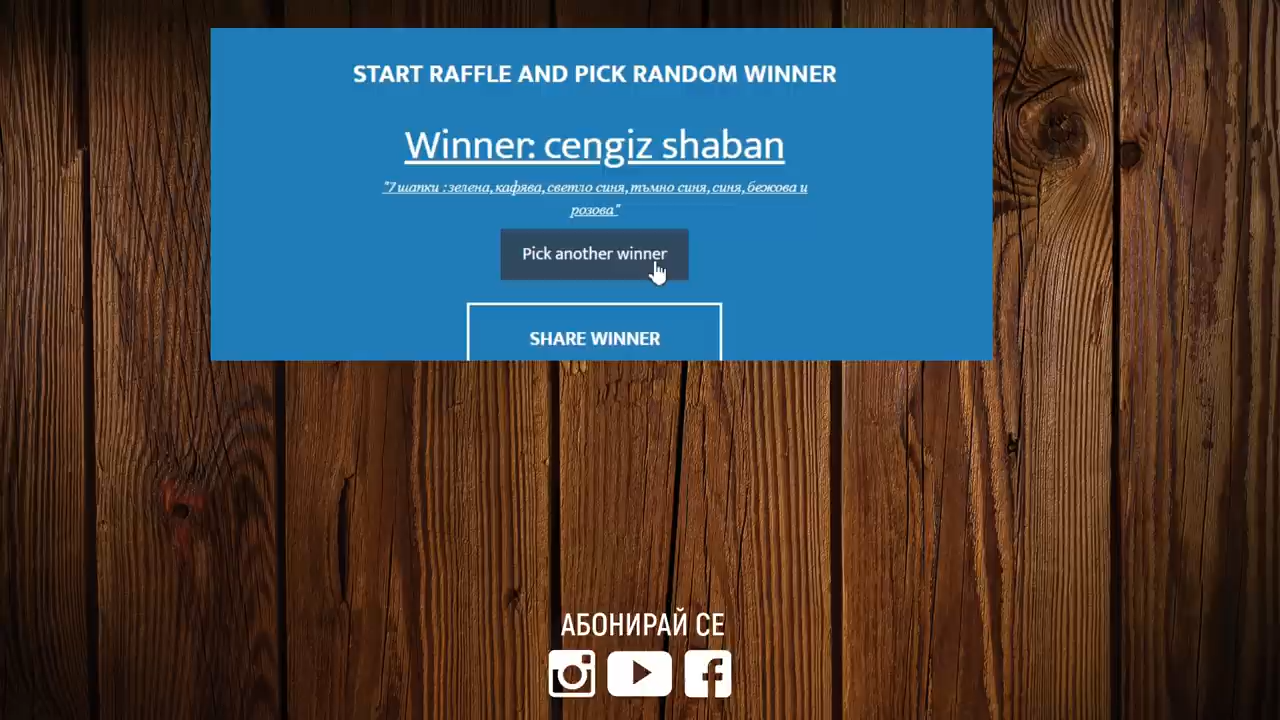 START RAFFLE AND PICK RANDOM WINNER
Winner: cengiz shaban
"7 шапки : зелена, кафява, светло синя, тъмно синя, синя, бежова и
розова"
Pick another winner
SHARE WINNER
АБОНИРАЙ СЕ